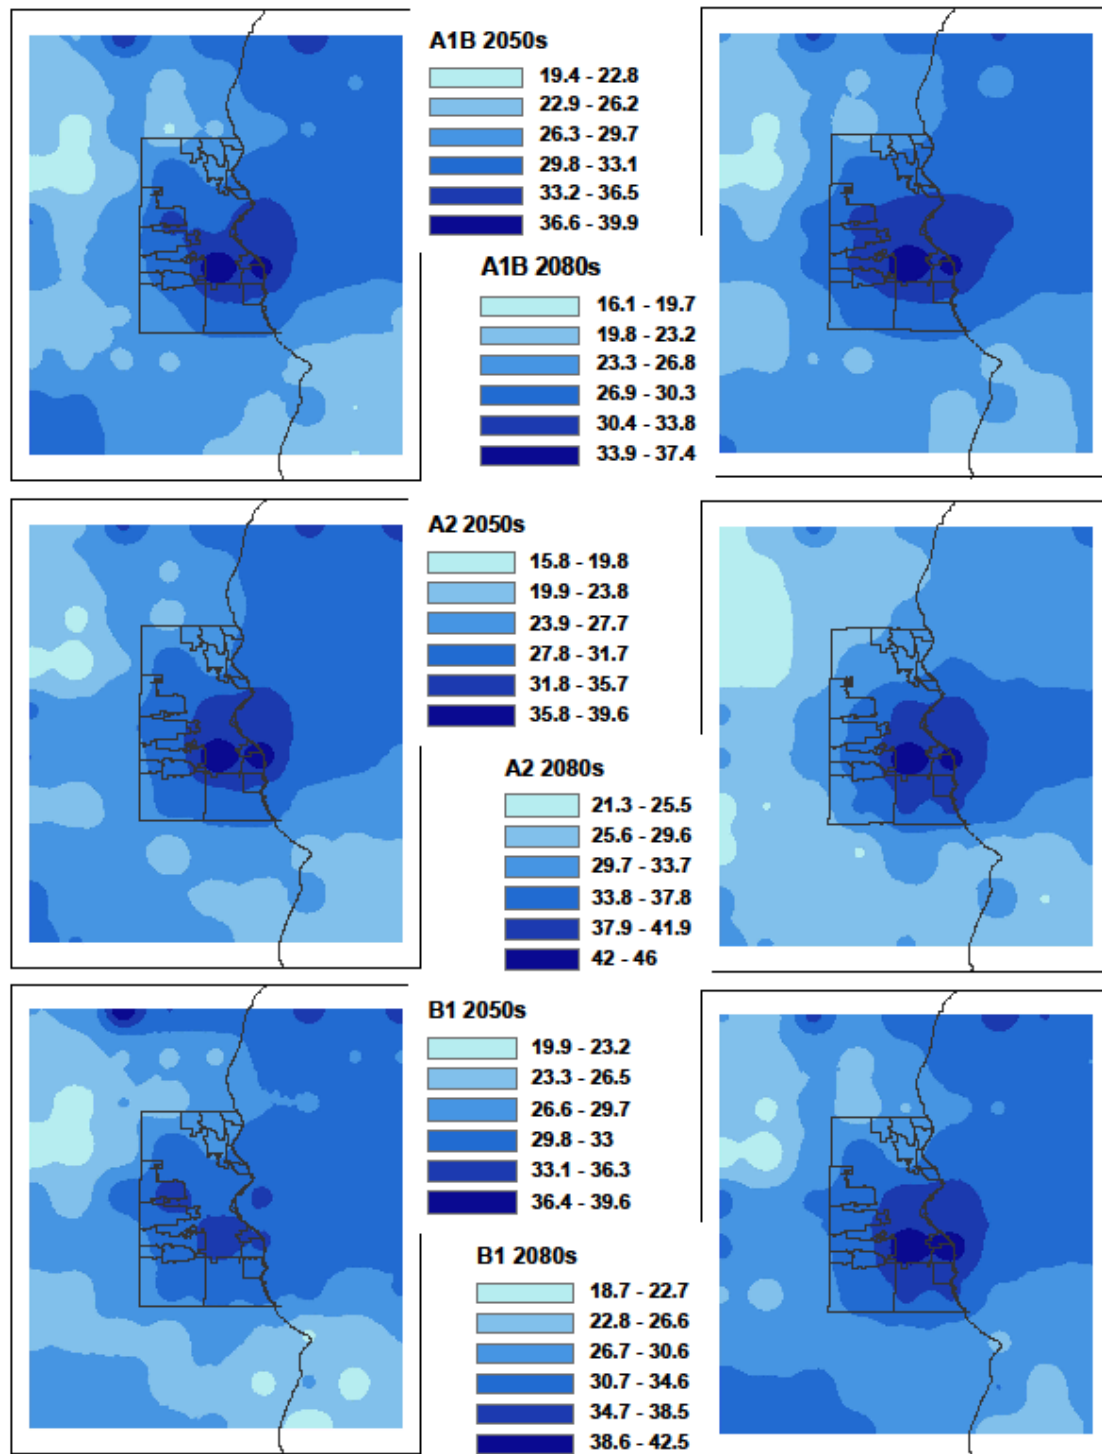 A1B 2050s
19.4 - 22.8
22.9 - 26.2
26.3 - 29.7
29.8 - 33.1
33.2 - 36.5
36.6 - 39.9
A1B 2080s
16.1 - 19.7
19.8 - 23.2
23.3 - 26.8
26.9 - 30.3
30.4 - 33.8
33.9 - 37.4
A2 2050s
15.8 - 19.8
19.9 - 23.8
23.9 - 27.7
27.8 - 31.7
31.8 - 35.7
35.8 - 39.6
A2 2080s
21.3 - 25.5
25.6 - 29.6
29.7 - 33.7
33.8 - 37.8
37.9 - 41.9
42 - 46
B1 2050s
19.9 - 23.2
23.3 - 26.5
26.6 - 29.7
29.8 - 33
33.1 - 36.3
36.4 - 39.6
B1 2080s
18.7 - 22.7
22.8 - 26.6
26.7 - 30.6
30.7 - 34.6
34.7 - 38.5
38.6 - 42.5